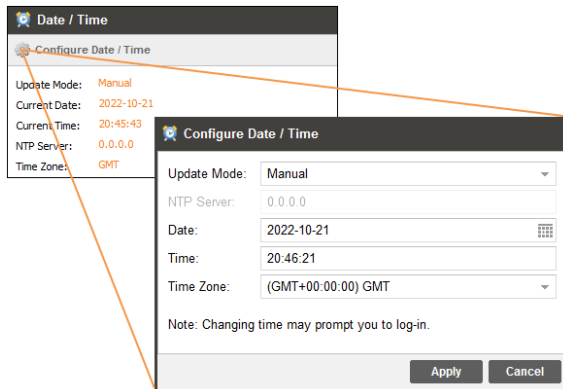 Date / Time
Configure Date / Time
Update Mode: Manual
Current Date: 2022-10-21
Current Time: 20:45:43
NTP Server: 0.0.0.0
Time Zone: GMT
Configure Date / Time
Update Mode: Manual
NTP Server: 0.0.0.0
Date: 2022-10-21
Time: 20:46:21
Time Zone: (GMT+00:00:00) GMT
Note: Changing time may prompt you to log-in.
Apply Cancel